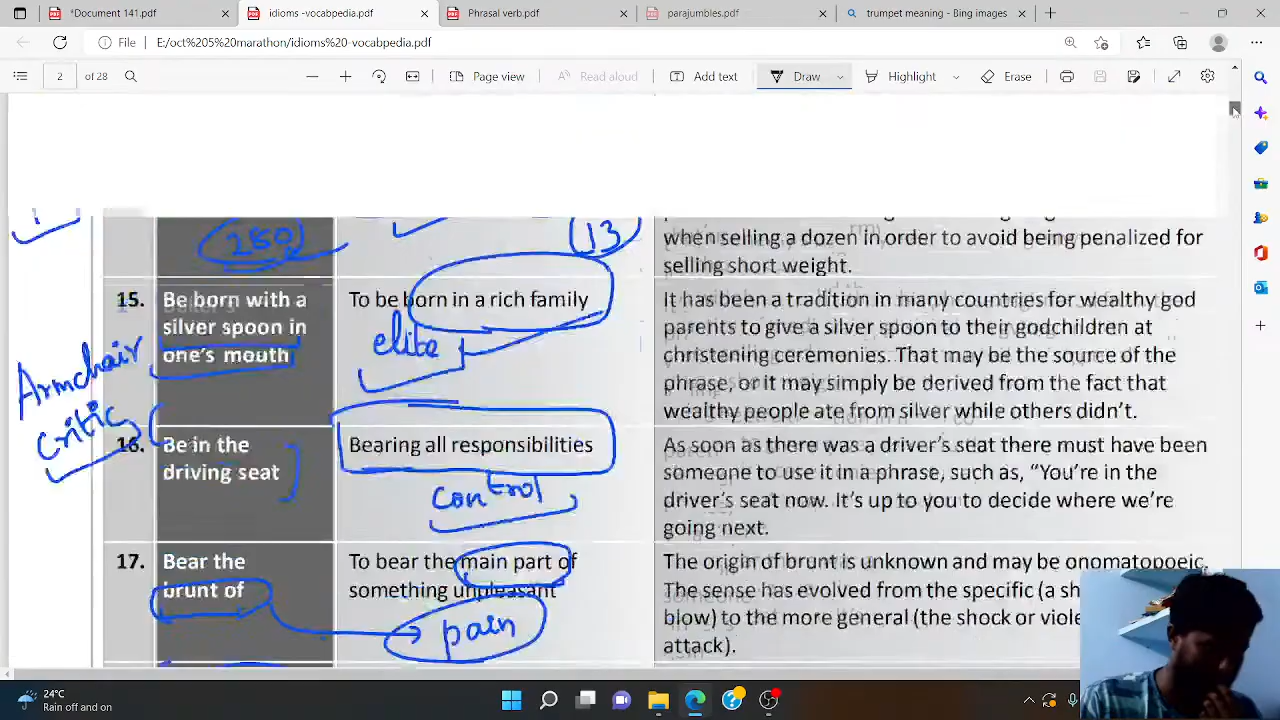 *Document 141.pdf
idioms -vocabpedia.pdf
Phrasal verb.pdf
parajumbles.pdf
trumpet meaning - Bing images
File
E:/oct%205%20marathon/idioms%20-vocabpedia.pdf
2 of 28
Page view
Read aloud
Add text
Draw
Highlight
Erase
280
13
when selling a dozen in order to avoid being penalized for
selling short weight.
15.
Be born with a
silver spoon in
one's mouth
To be born in a rich family
elite
It has been a tradition in many countries for wealthy god
parents to give a silver spoon to their godchildren at
christening ceremonies. That may be the source of the
phrase, or it may simply be derived from the fact that
wealthy people ate from silver while others didn't.
Armchair
critic
16.
Be in the
driving seat
Bearing all responsibilities
control
As soon as there was a driver's seat there must have been
someone to use it in a phrase, such as, "You're in the
driver's seat now. It's up to you to decide where we're
going next.
17.
Bear the
brunt of
To bear the main part of
something unpleasant
pain
The origin of brunt is unknown and may be onomatopoeic.
The sense has evolved from the specific (a sh
blow) to the more general (the shock or viole
attack).
24°C
Rain off and on